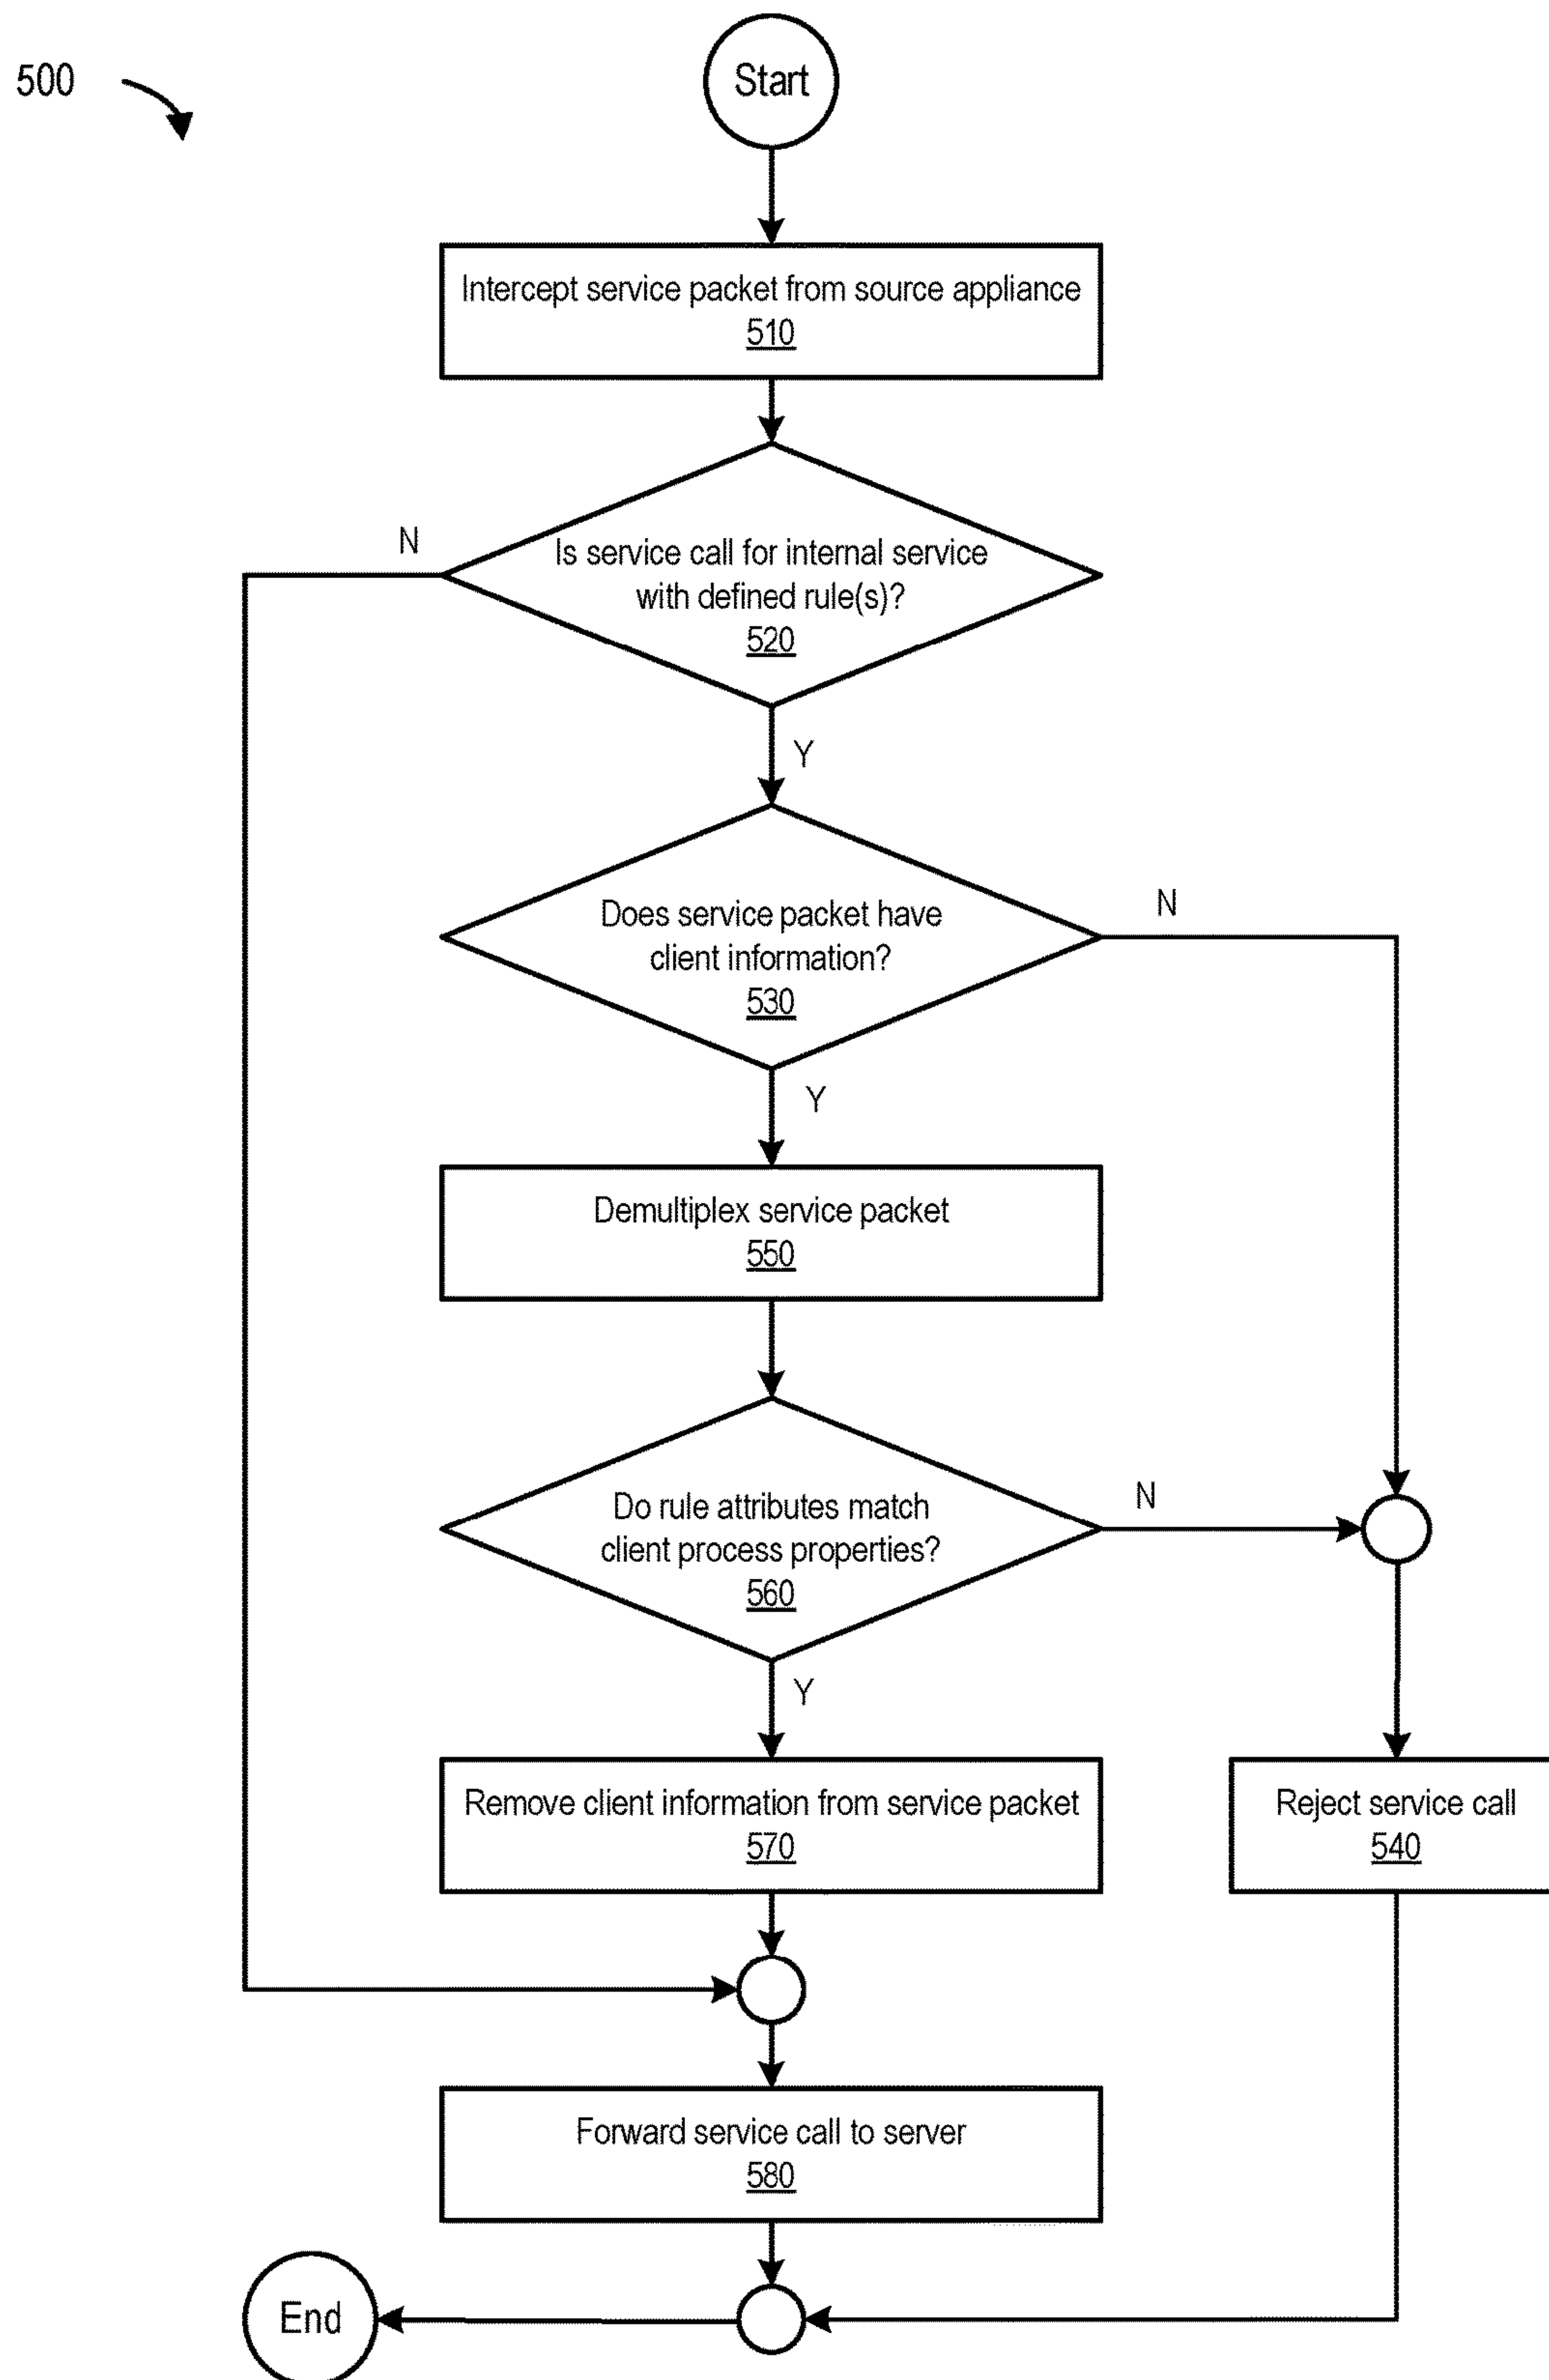 500
Start
Intercept service packet from source appliance
510
N
Is service call for internal service
with defined rule(s)?
520
Y
N
Does service packet have
client information?
530
Y
Demultiplex service packet
550
N
Do rule attributes match
client process properties?
560
Y
Remove client information from service packet
570
Reject service call
540
Forward service call to server
580
End